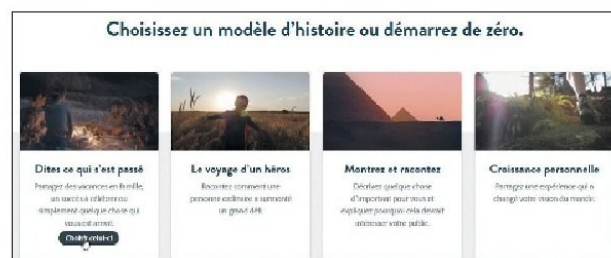 Choisissez un modèle d'histoire ou démarrez de zéro.
Dites ce qui s'est passé
Partagez des vacances en famille,
un succès à célébrer ou
simplement quelque chose qui
vous est arrivé.
Choisir celui-ci
Le voyage d'un héros
Racontez comment une
personne ordinaire a surmonté
un grand défi.
Montrez et racontez
Décrivez quelque chose
d'important pour vous et
expliquez pourquoi cela devrait
intéresser votre public.
Croissance personnelle
Partagez une expérience qui a
changé votre vision du monde.